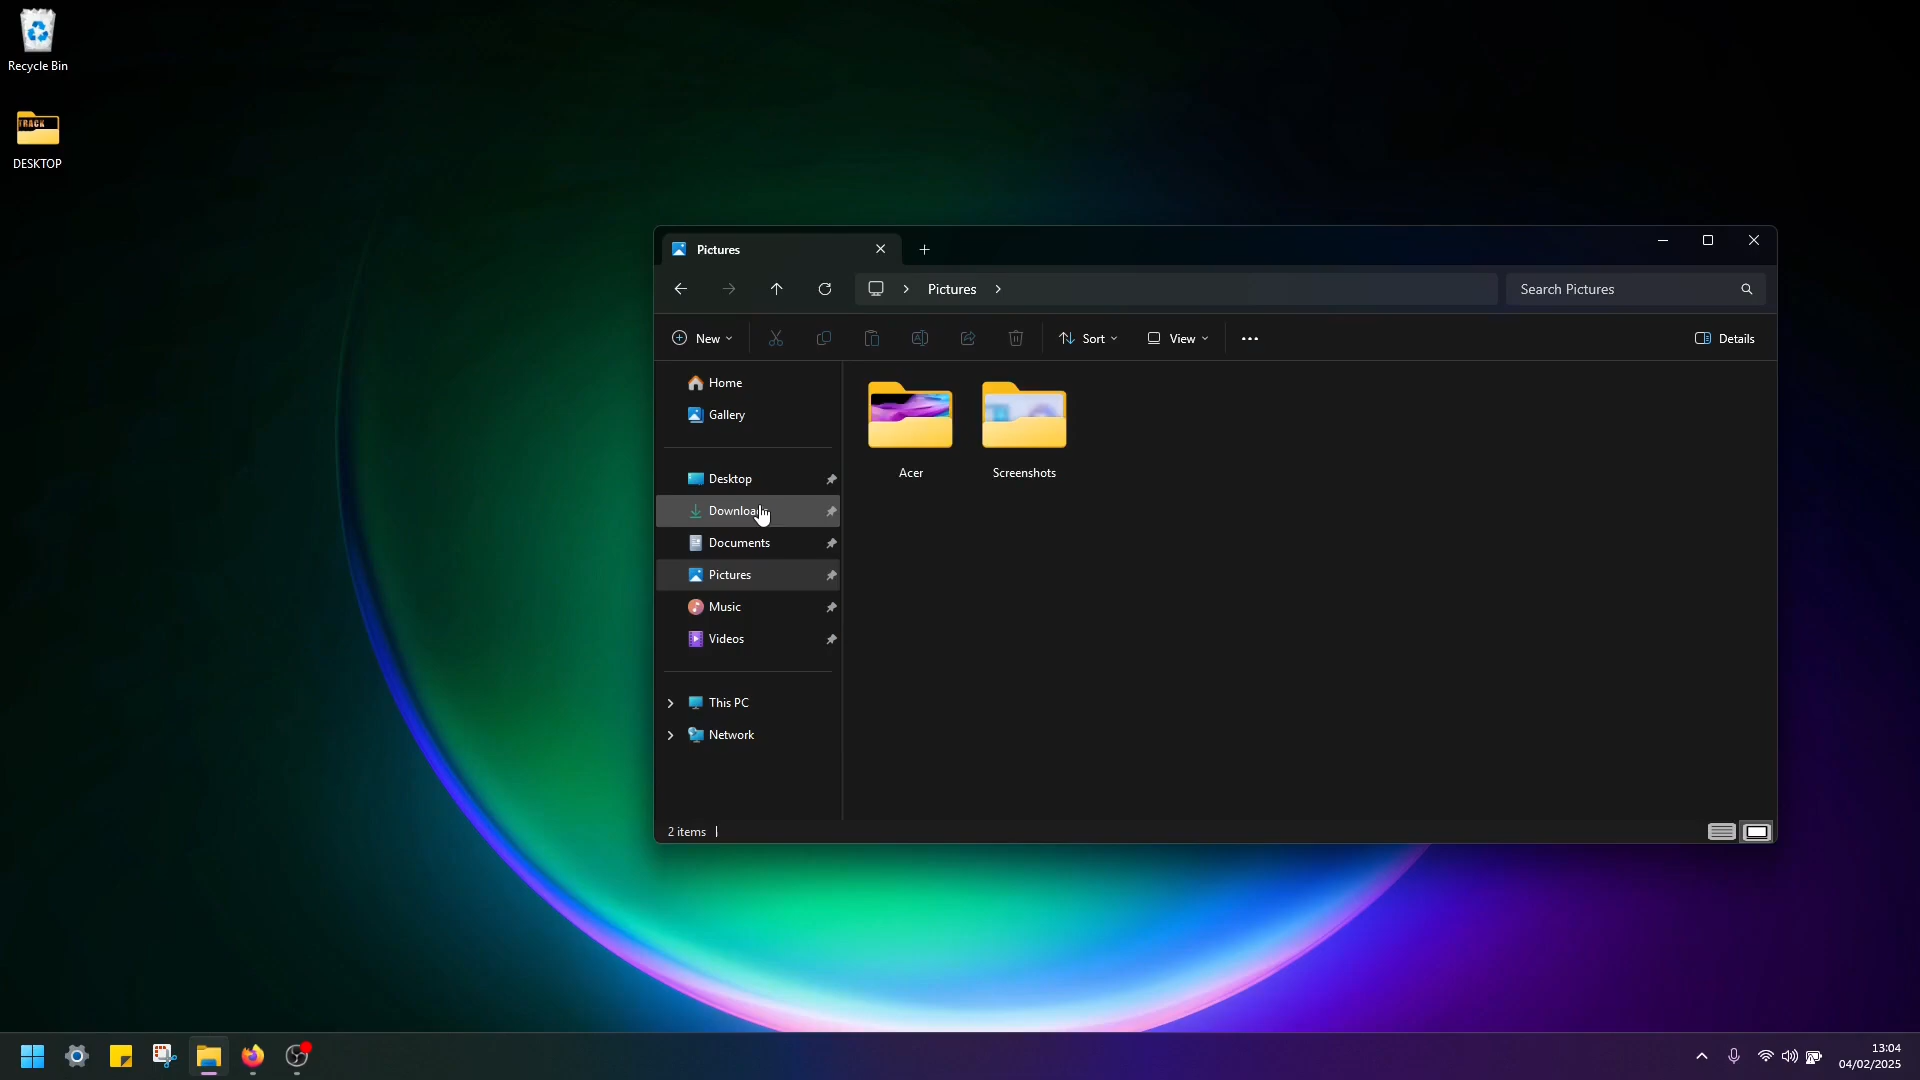 Recycle Bin
TRACK
DESKTOP
Pictures
Pictures
Search Pictures
New
Sort
View
Details
Home
Gallery
Desktop
Documents
Pictures
Music
Videos
This PC
Network
Acer
Screenshots
2 items
13:04
04/02/2025